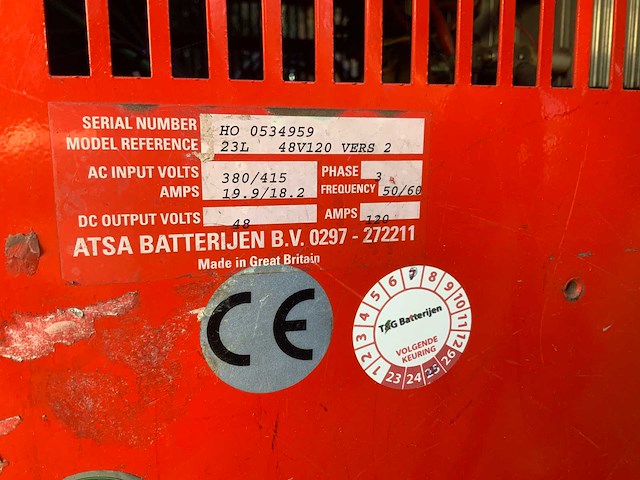 SERIAL NUMBER HO 0534959
MODEL REFERENCE 23L 48V120 VERS 2
AC INPUT VOLTS 380/415 PHASE 3
AMPS 19.9/18.2 FREQUENCY 50/60
DC OUTPUT VOLTS 48 AMPS 120
ATSA BATTERIJEN B.V. 0297 - 272211
Made in Great Britain
CE
1 2 3 4 5 6 7 8 9 10 11 12
T&G Batterijen
VOLGENDE
KEURING
23 24 25 26